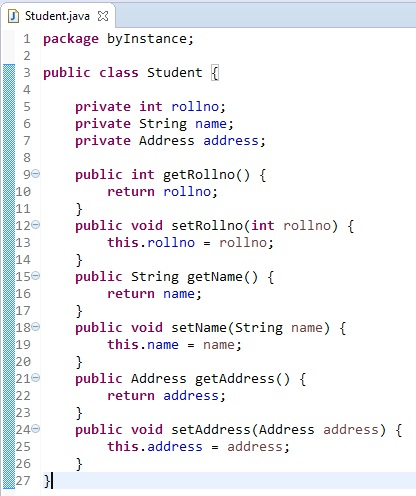 Student.java
1 package byInstance;
2
3 public class Student {
4
5     private int rollno;
6     private String name;
7     private Address address;
8
9     public int getRollno() {
10         return rollno;
11     }
12     public void setRollno(int rollno) {
13         this.rollno = rollno;
14     }
15     public String getName() {
16         return name;
17     }
18     public void setName(String name) {
19         this.name = name;
20     }
21     public Address getAddress() {
22         return address;
23     }
24     public void setAddress(Address address) {
25         this.address = address;
26     }
27 }